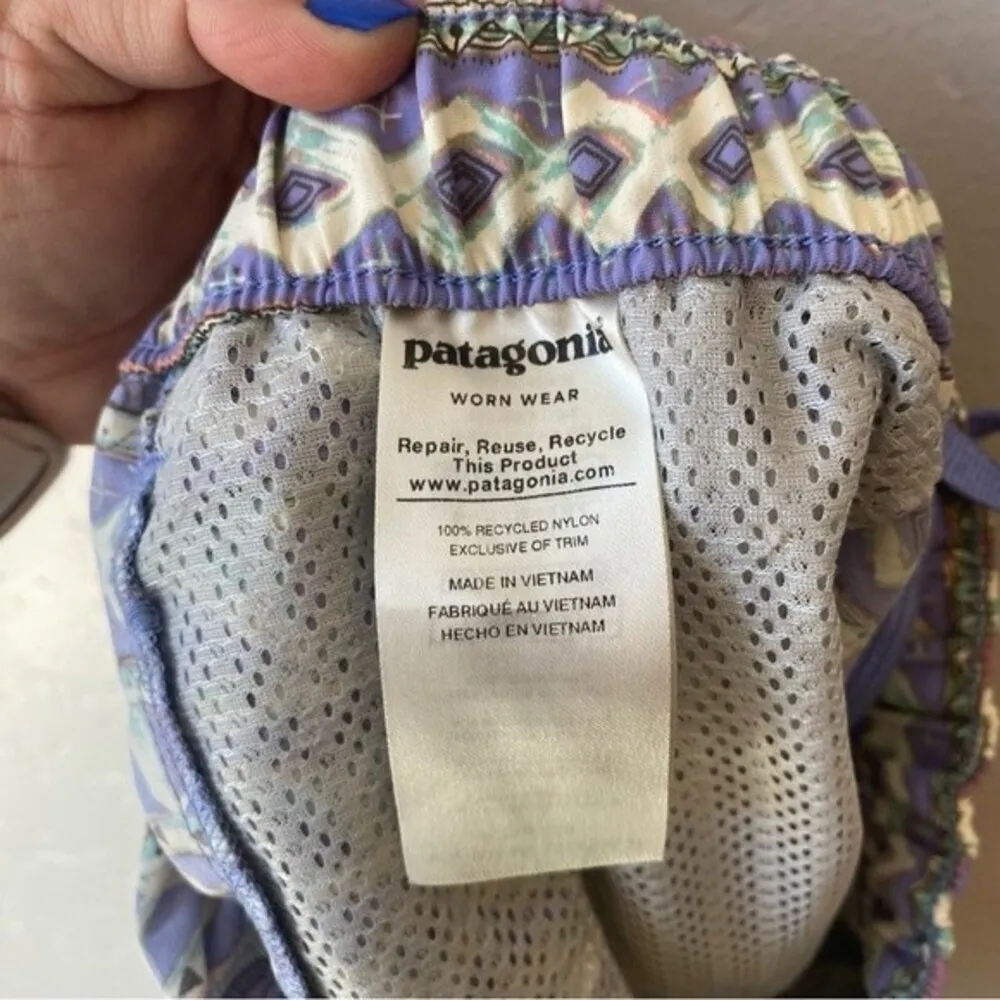 patagonia
WORN WEAR
Repair, Reuse, Recycle
This Product
www.patagonia.com
100% RECYCLED NYLON
EXCLUSIVE OF TRIM
MADE IN VIETNAM
FABRIQUÉ AU VIETNAM
HECHO EN VIETNAM